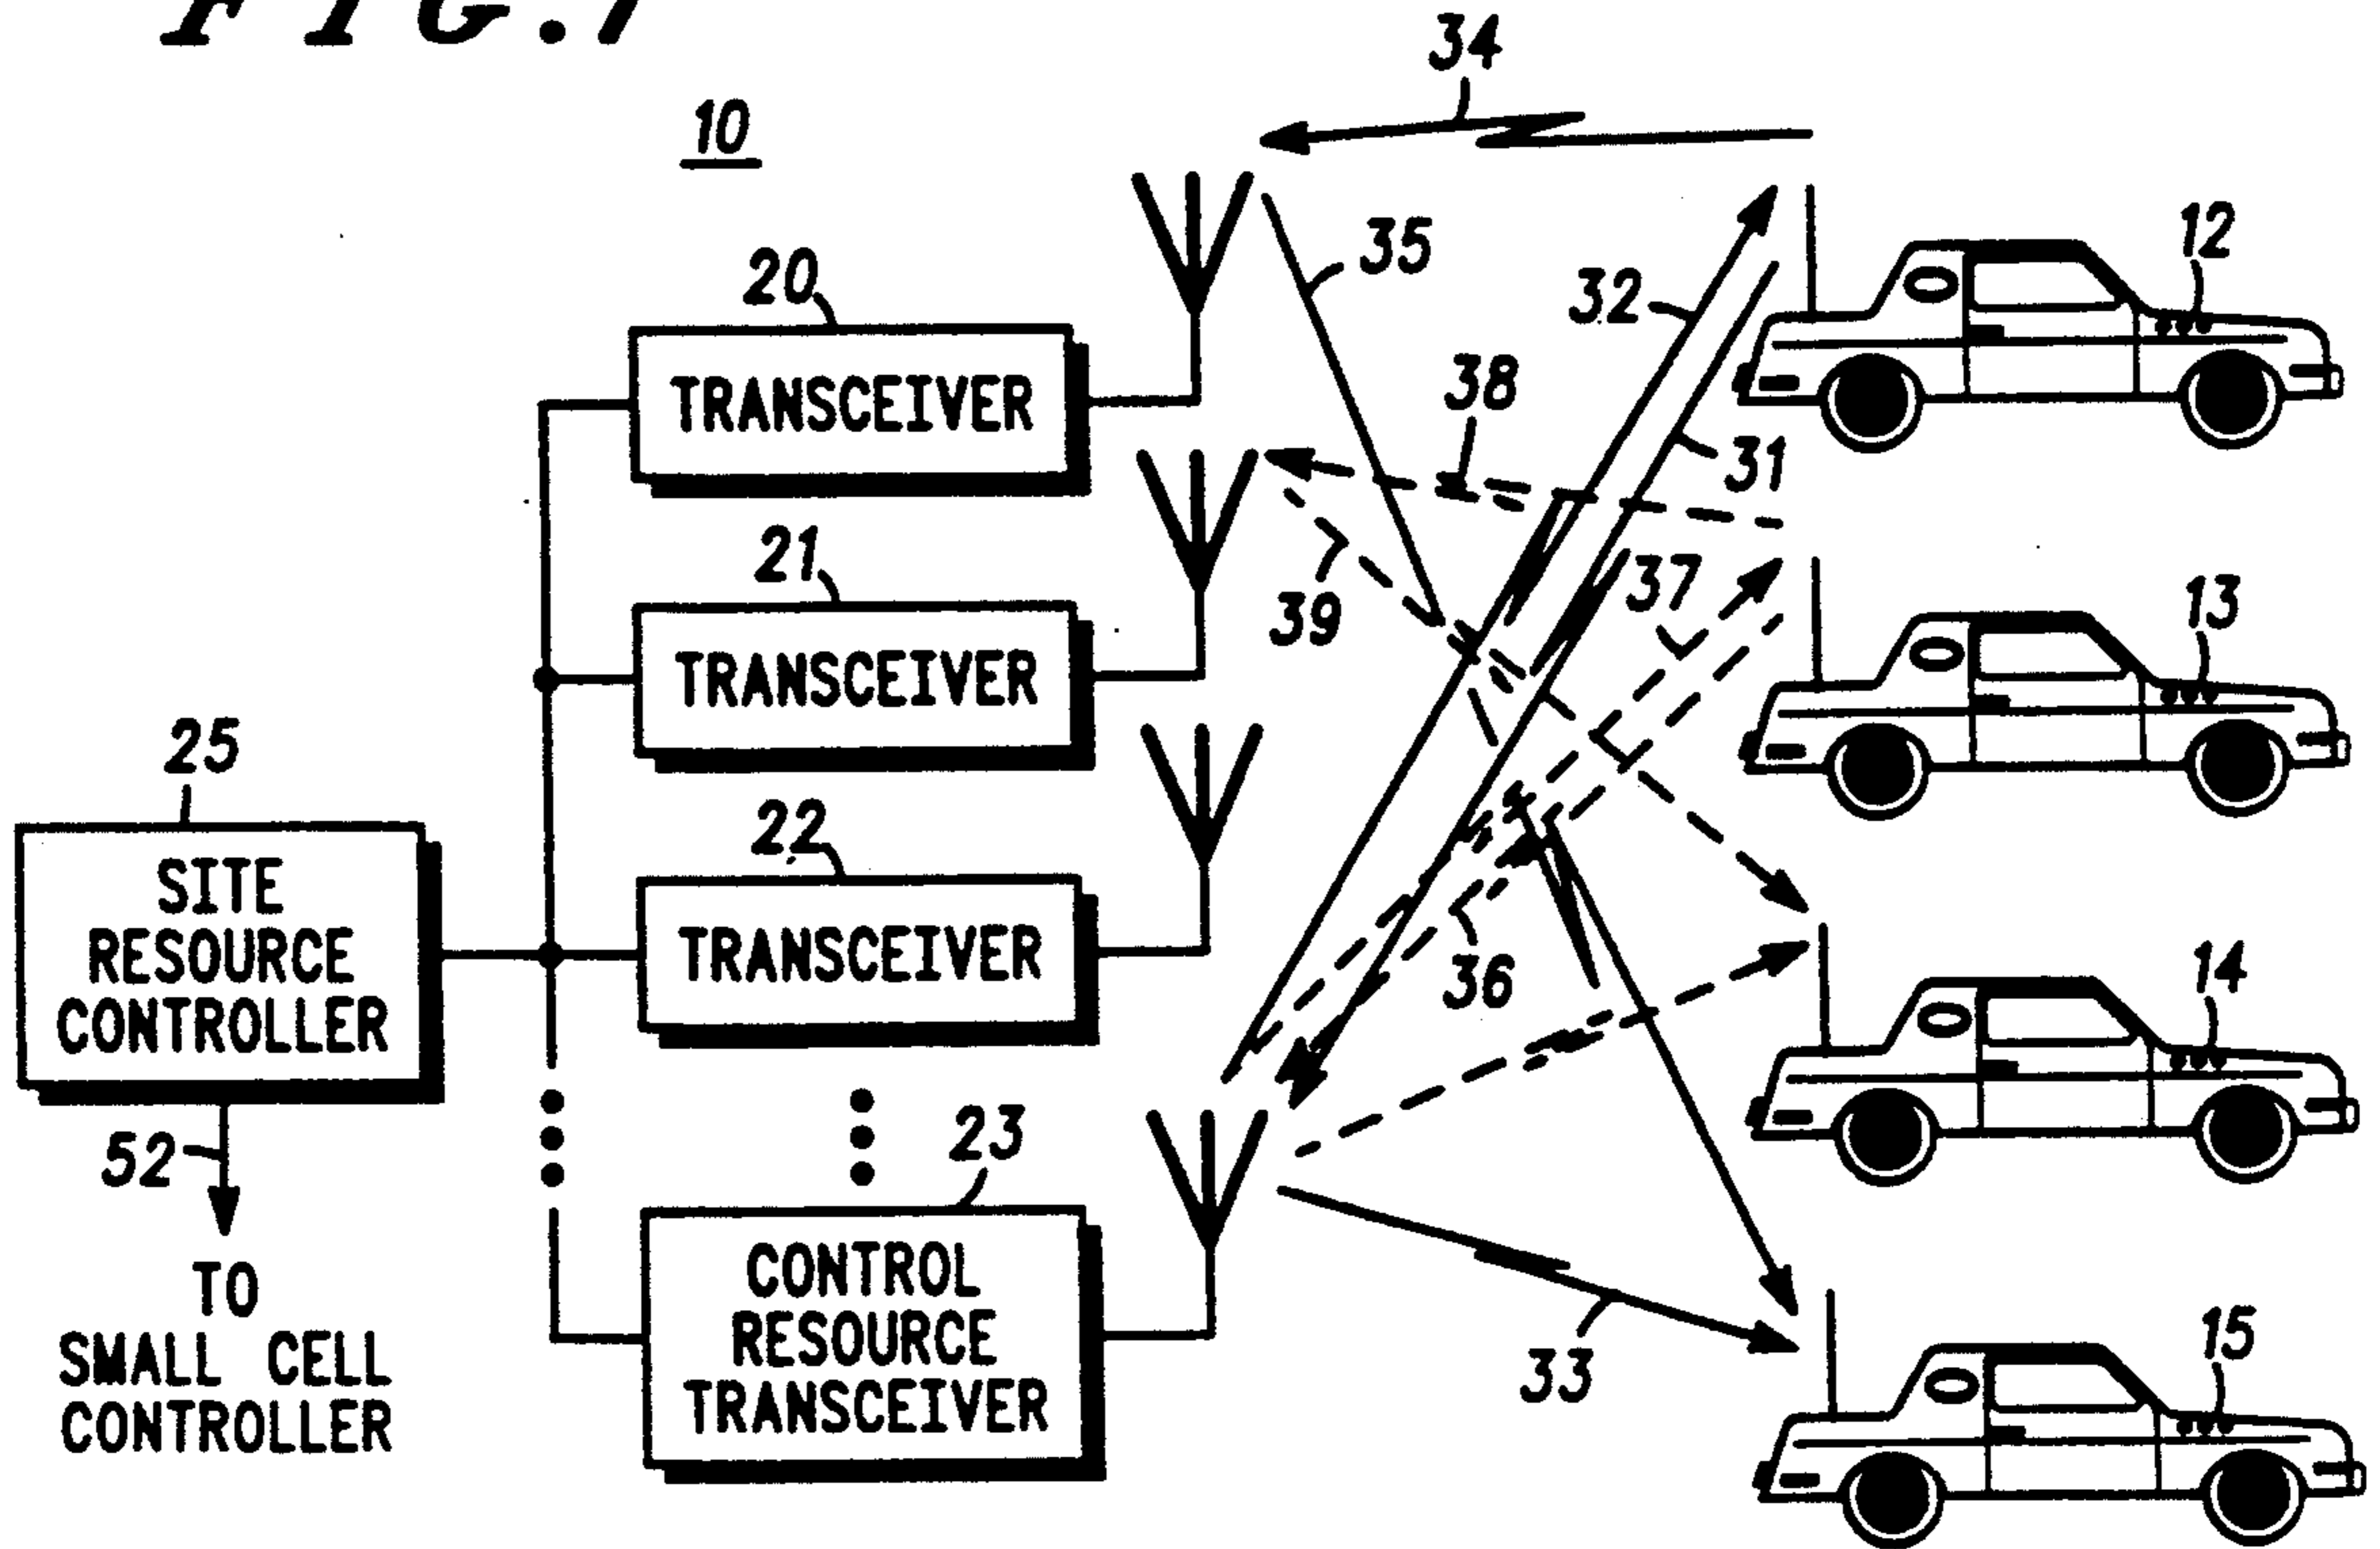 FIG.1
10
34
35
32
12
20
TRANSCEIVER
38
31
21
TRANSCEIVER
39
37
13
25
SITE
RESOURCE
CONTROLLER
22
TRANSCEIVER
36
14
52
TO
SMALL CELL
CONTROLLER
23
CONTROL
RESOURCE
TRANSCEIVER
33
15